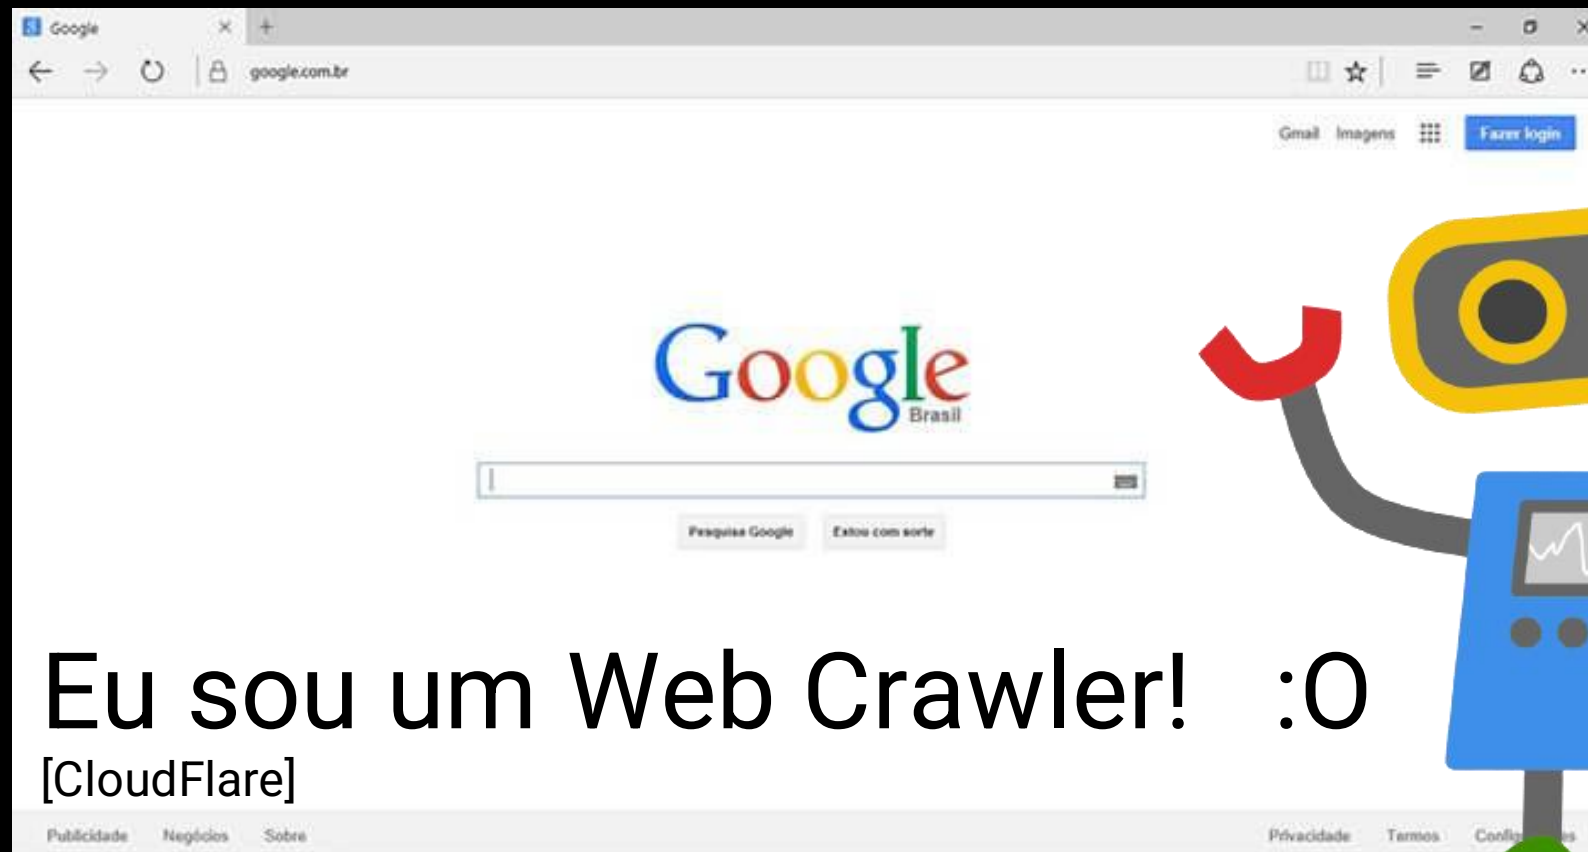 Google
google.com.br
Gmail Imagens Fazer login
Google
Brasil
Pesquisa Google Estou com sorte
Eu sou um Web Crawler! :O
[CloudFlare]
Publicidade Negócios Sobre Privacidade Termos